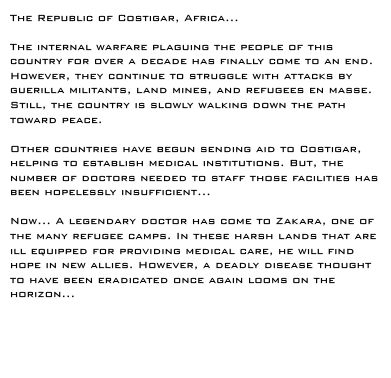 The Republic of Costigar, Africa...
The internal warfare plaguing the people of this
country for over a decade has finally come to an end.
However, they continue to struggle with attacks by
guerilla militants, land mines, and refugees en masse.
Still, the country is slowly walking down the path
toward peace.
Other countries have begun sending aid to Costigar,
helping to establish medical institutions. But, the
number of doctors needed to staff those facilities has
been hopelessly insufficient...
Now... A legendary doctor has come to Zakara, one of
the many refugee camps. In these harsh lands that are
ill equipped for providing medical care, he will find
hope in new allies. However, a deadly disease thought
to have been eradicated once again looms on the
horizon...